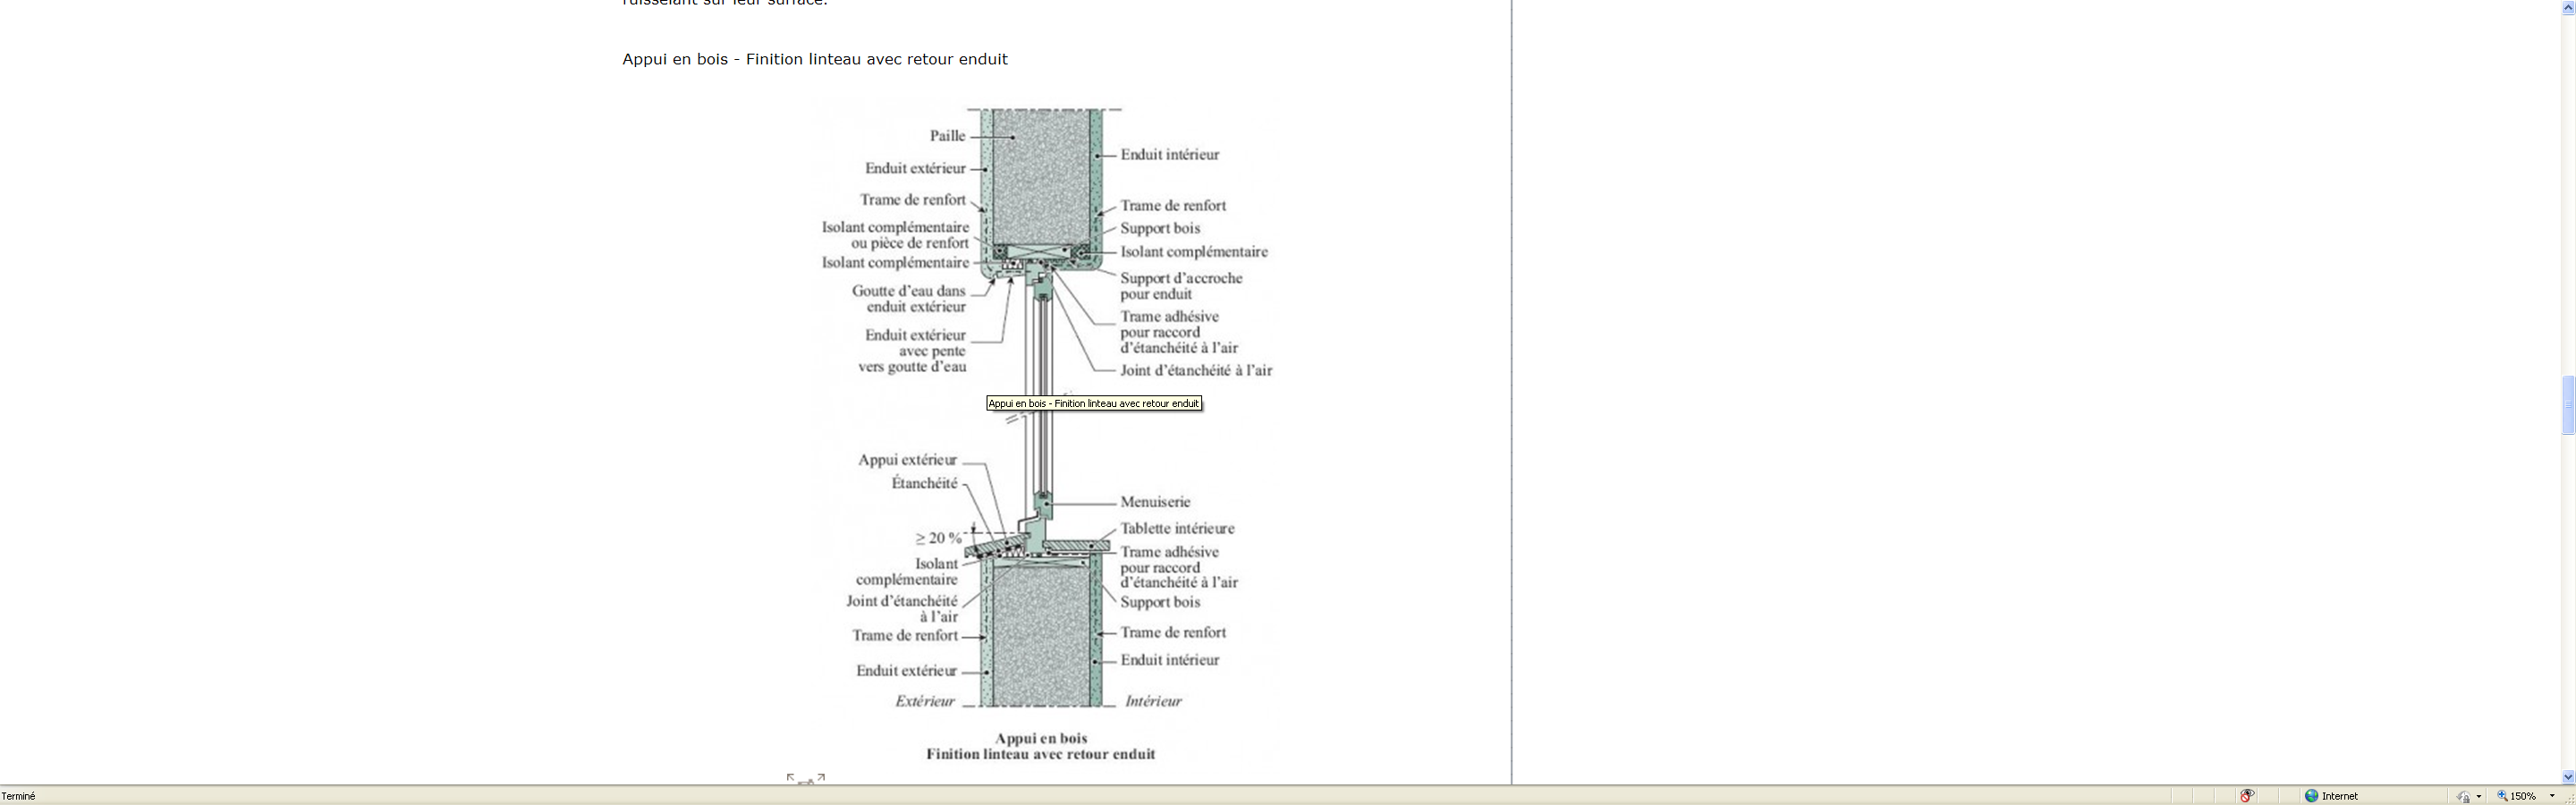 ruisselant sur leur surface.
Appui en bois - Finition linteau avec retour enduit
Paille
Enduit extérieur
Trame de renfort
Isolant complémentaire
ou pièce de renfort
Isolant complémentaire
Goutte d'eau dans
enduit extérieur
Enduit extérieur
avec pente
vers goutte d'eau
Enduit intérieur
Trame de renfort
Support bois
Isolant complémentaire
Support d'accroche
pour enduit
Trame adhésive
pour raccord
d'étanchéité à l'air
Joint d'étanchéité à l'air
Appui en bois - Finition linteau avec retour enduit
Appui extérieur
Étanchéité
≥ 20 %
Isolant
complémentaire
Joint d'étanchéité
à l'air
Trame de renfort
Enduit extérieur
Extérieur
Menuiserie
Tablette intérieure
Trame adhésive
pour raccord
d'étanchéité à l'air
Support bois
Trame de renfort
Enduit intérieur
Intérieur
Appui en bois
Finition linteau avec retour enduit
Terminé
Internet
150%